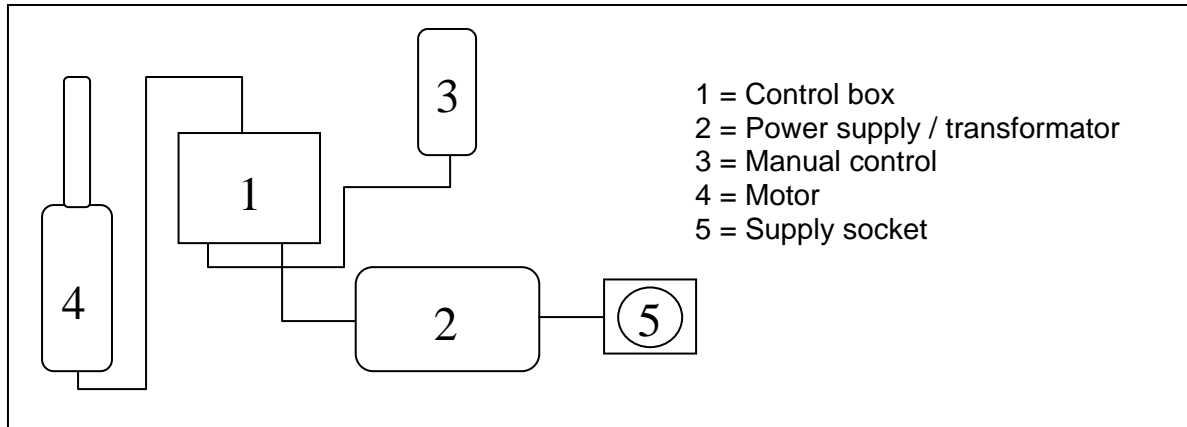 3
1
4
2
5
1 = Control box
2 = Power supply / transformator
3 = Manual control
4 = Motor
5 = Supply socket